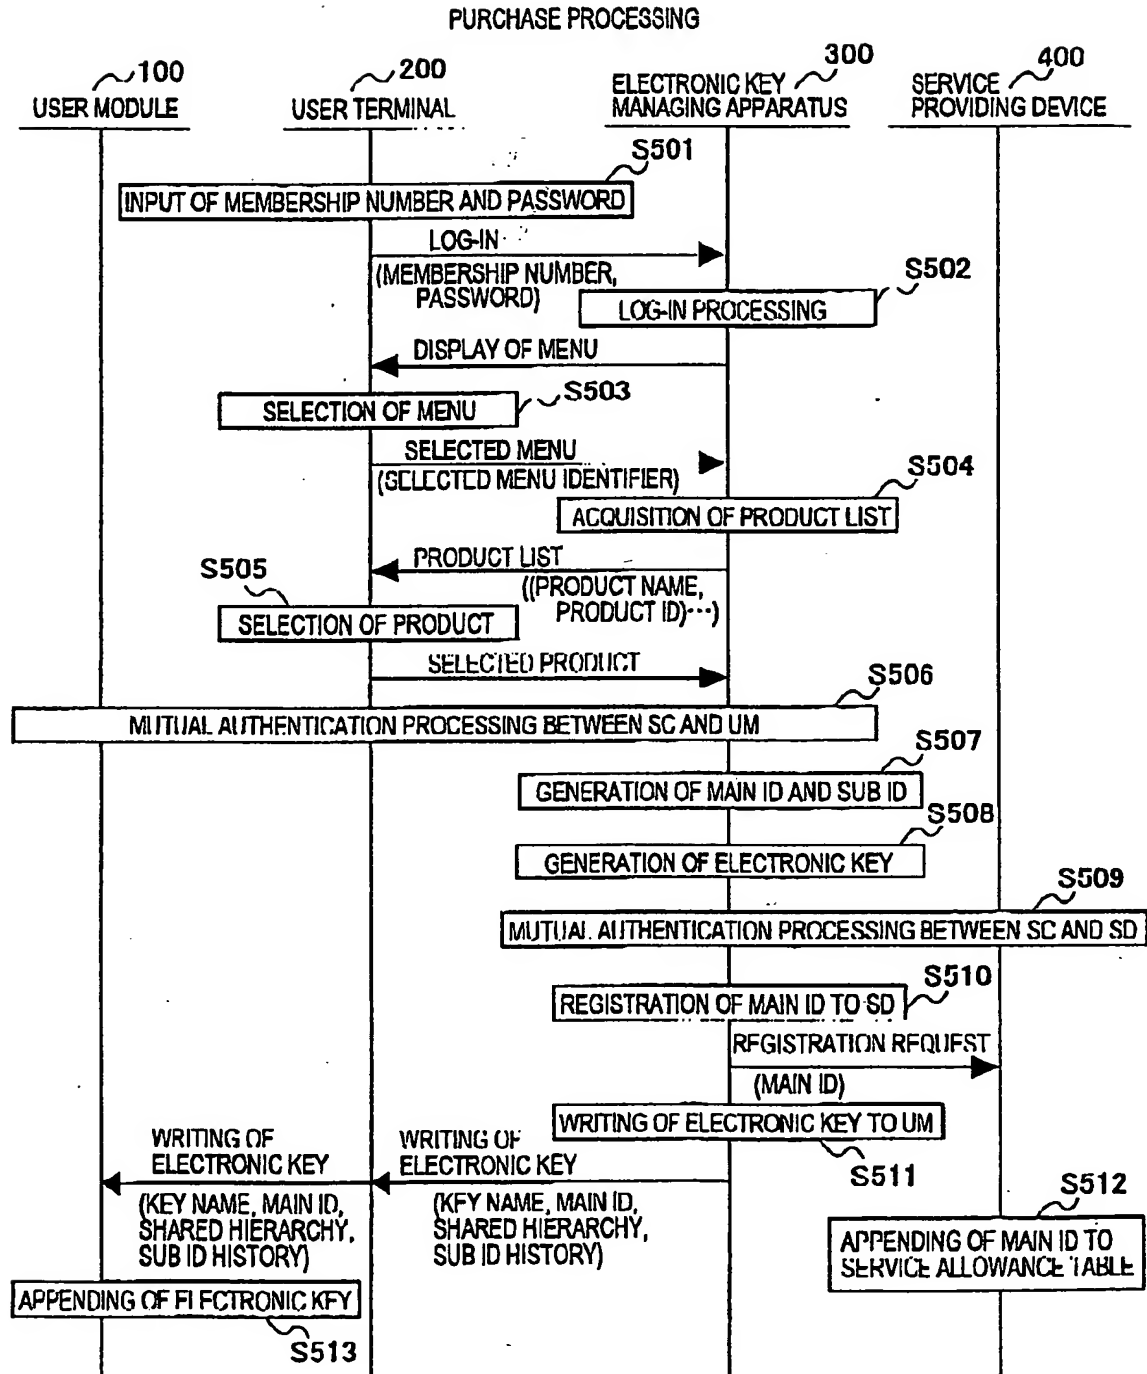 PURCHASE PROCESSING
100
USER MODULE
200
USER TERMINAL
300
ELECTRONIC KEY
MANAGING APPARATUS
400
SERVICE
PROVIDING DEVICE
S501
INPUT OF MEMBERSHIP NUMBER AND PASSWORD
LOG-IN
(MEMBERSHIP NUMBER,
PASSWORD)
S502
LOG-IN PROCESSING
DISPLAY OF MENU
S503
SELECTION OF MENU
SELECTED MENU
(SELECTED MENU IDENTIFIER)
S504
ACQUISITION OF PRODUCT LIST
PRODUCT LIST
((PRODUCT NAME,
PRODUCT ID)···)
S505
SELECTION OF PRODUCT
SELECTED PRODUCT
S506
MUTUAL AUTHENTICATION PROCESSING BETWEEN SC AND UM
S507
GENERATION OF MAIN ID AND SUB ID
S508
GENERATION OF ELECTRONIC KEY
S509
MUTUAL AUTHENTICATION PROCESSING BETWEEN SC AND SD
S510
REGISTRATION OF MAIN ID TO SD
REGISTRATION REQUEST
(MAIN ID)
WRITING OF ELECTRONIC KEY TO UM
S511
WRITING OF
ELECTRONIC KEY
(KEY NAME, MAIN ID,
SHARED HIERARCHY,
SUB ID HISTORY)
WRITING OF
ELECTRONIC KEY
(KEY NAME, MAIN ID,
SHARED HIERARCHY,
SUB ID HISTORY)
S512
APPENDING OF MAIN ID TO
SERVICE ALLOWANCE TABLE
APPENDING OF ELECTRONIC KEY
S513